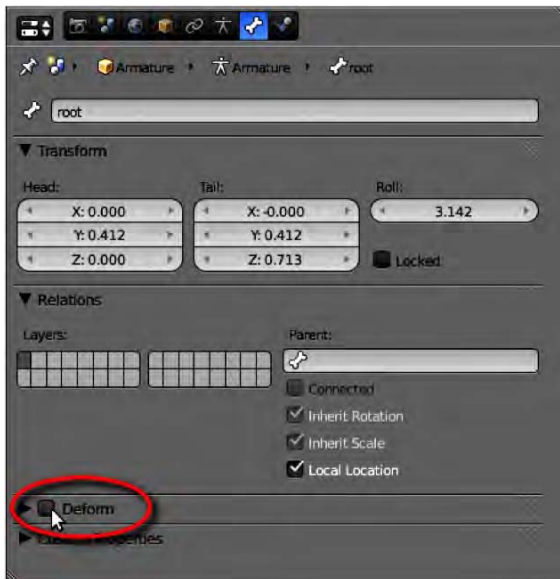 Armature Armature root
root
Transform
Head: Tail: Roll:
X: 0.000 X: -0.000 3.142
Y: 0.412 Y: 0.412
Z: 0.000 Z: 0.713 Locked
Relations
Layers: Parent:
Connected
Inherit Rotation
Inherit Scale
Local Location
Deform
Properties